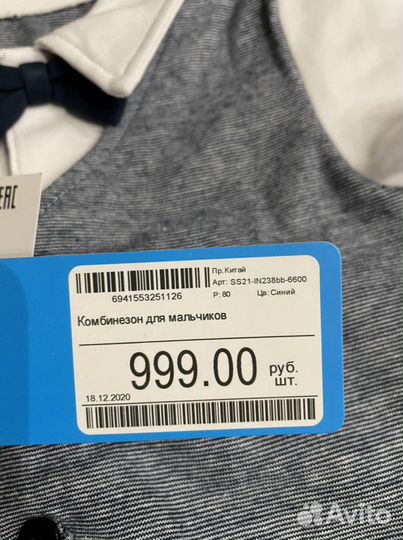 ЕАС
Пр.Китай
Арт: SS21-IN238bb-6600
6941553251126
Р: 80 Цв: Синий
Комбинезон для мальчиков
999.00 руб.
шт.
18.12.2020
Avito